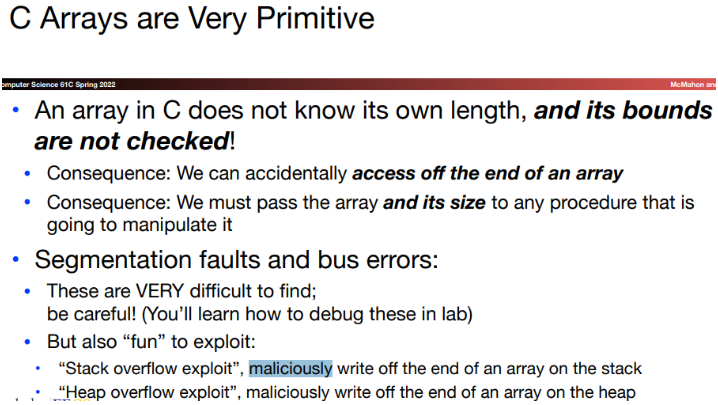 C Arrays are Very Primitive
omputer Science 61C Spring 2022
McMahon and
• An array in C does not know its own length, and its bounds
are not checked!
• Consequence: We can accidentally access off the end of an array
• Consequence: We must pass the array and its size to any procedure that is
going to manipulate it
• Segmentation faults and bus errors:
• These are VERY difficult to find;
be careful! (You’ll learn how to debug these in lab)
• But also “fun” to exploit:
• “Stack overflow exploit”, maliciously write off the end of an array on the stack
• “Heap overflow exploit”, maliciously write off the end of an array on the heap